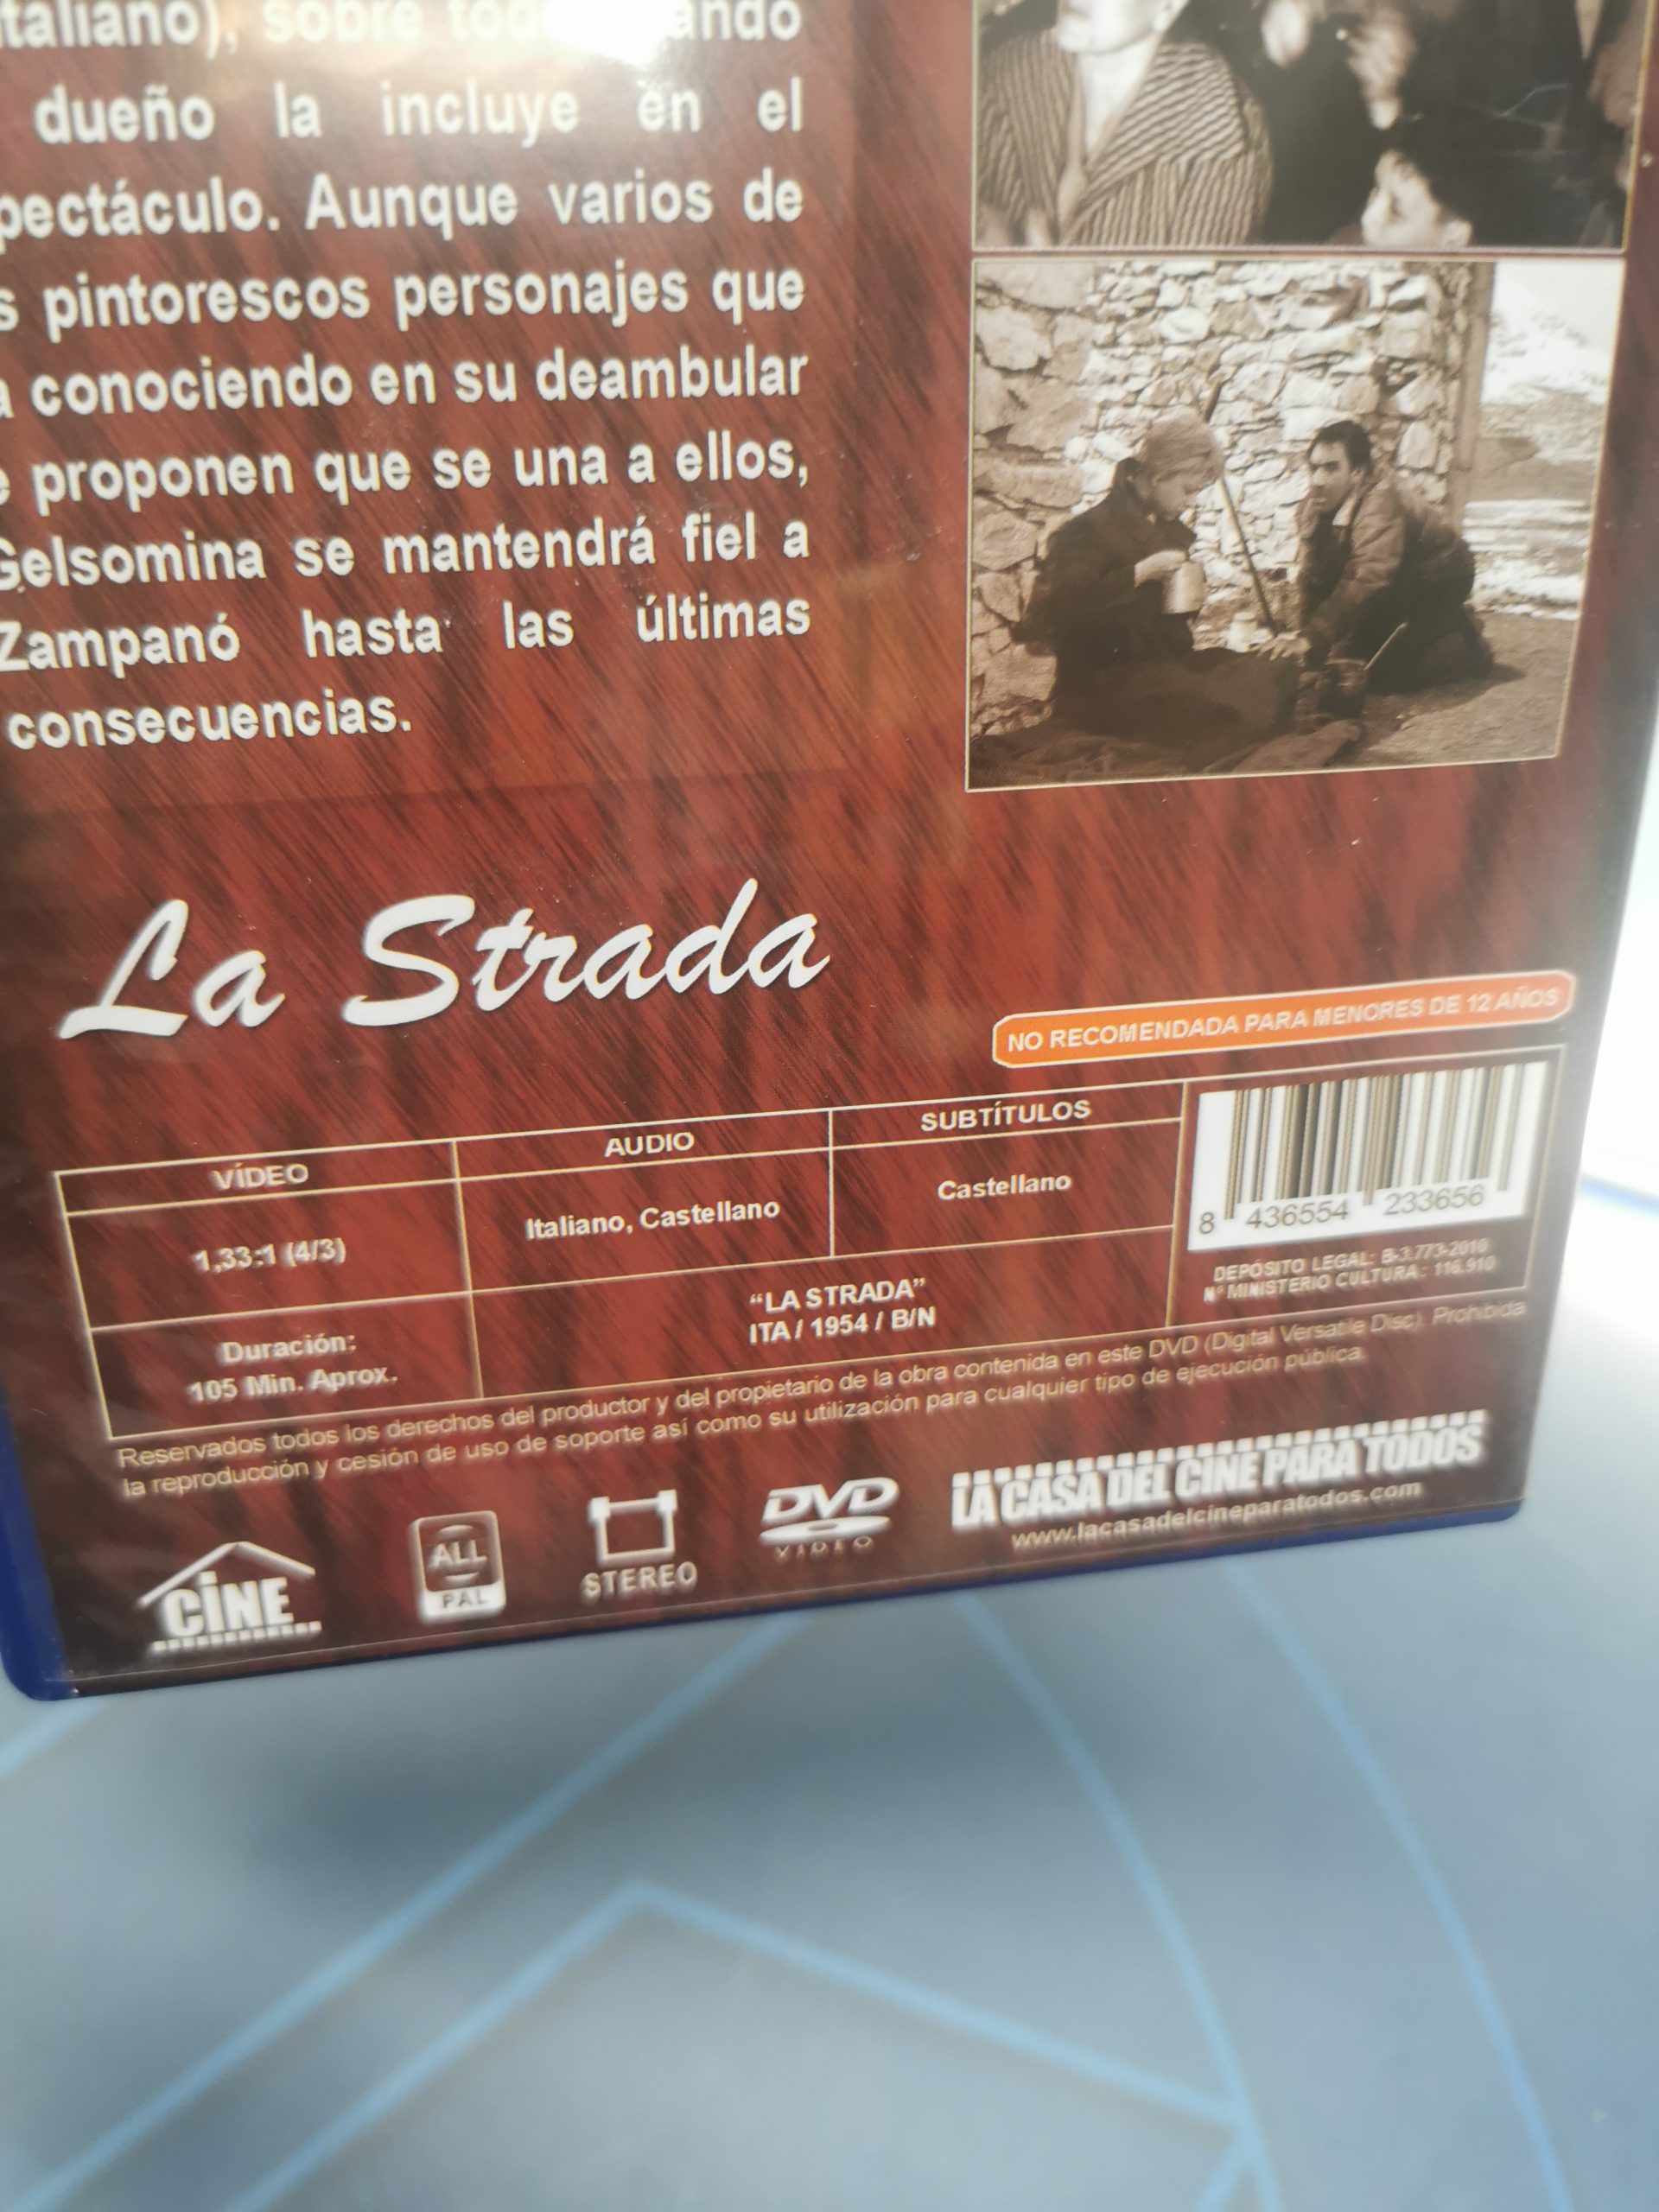 italiano), sobre
dueño la incluye en el
pectáculo. Aunque varios de
s pintorescos personajes que
a conociendo en su deambular
e proponen que se una a ellos,
Gelsomina se mantendrá fiel a
Zampanó hasta las últimas
consecuencias.
La Strada
NO RECOMENDADA PARA MENORES DE 12 AÑOS
VÍDEO
AUDIO
SUBTÍTULOS
1,33:1 (4/3)
Italiano, Castellano
Castellano
Duración:
105 Min. Aprox.
“LA STRADA”
ITA / 1954 / B/N
8 436554 233656
DEPÓSITO LEGAL: B-3.773-2010
Nº MINISTERIO CULTURA: 116.910
Reservados todos los derechos del productor y del propietario de la obra contenida en este DVD (Digital Versatile Disc). Prohibida
la reproducción y cesión de uso de soporte así como su utilización para cualquier tipo de ejecución pública.
CINE
ALL
PAL
STEREO
DVD
VIDEO
LA CASA DEL CINE PARA TODOS
www.lacasadelcineparatodos.com